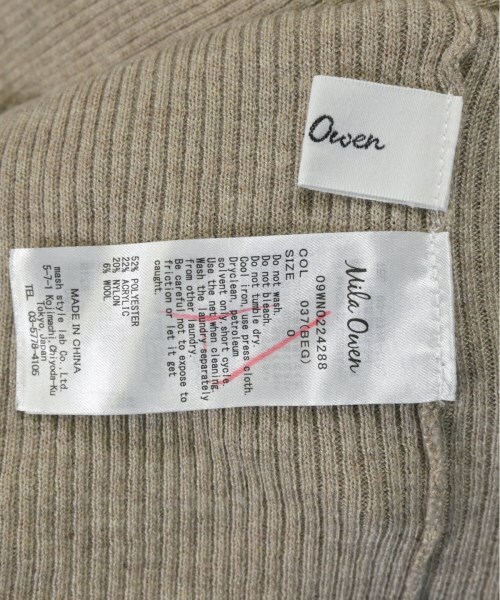 Owen
Mila Owen
09WNO224288
COL 037(BEG)
SIZE 0
Do not wash.
Do not bleach.
Do not tumble dry.
Cool iron, use press cloth.
Dryclean, petroleum
solvent only,short cycle.
Use the net when cleaning.
Wash the laundry separately
from other laundry.
Be careful not to expose to
friction or let it get
caught.
52% POLYESTER
22% ACRYLIC
20% NYLON
6% WOOL
MADE IN CHINA
mash style lab Co.,Ltd.
5-7-1 Kojimachi Chiyoda-Ku
Tokyo,Japan
TEL 03-5778-4106